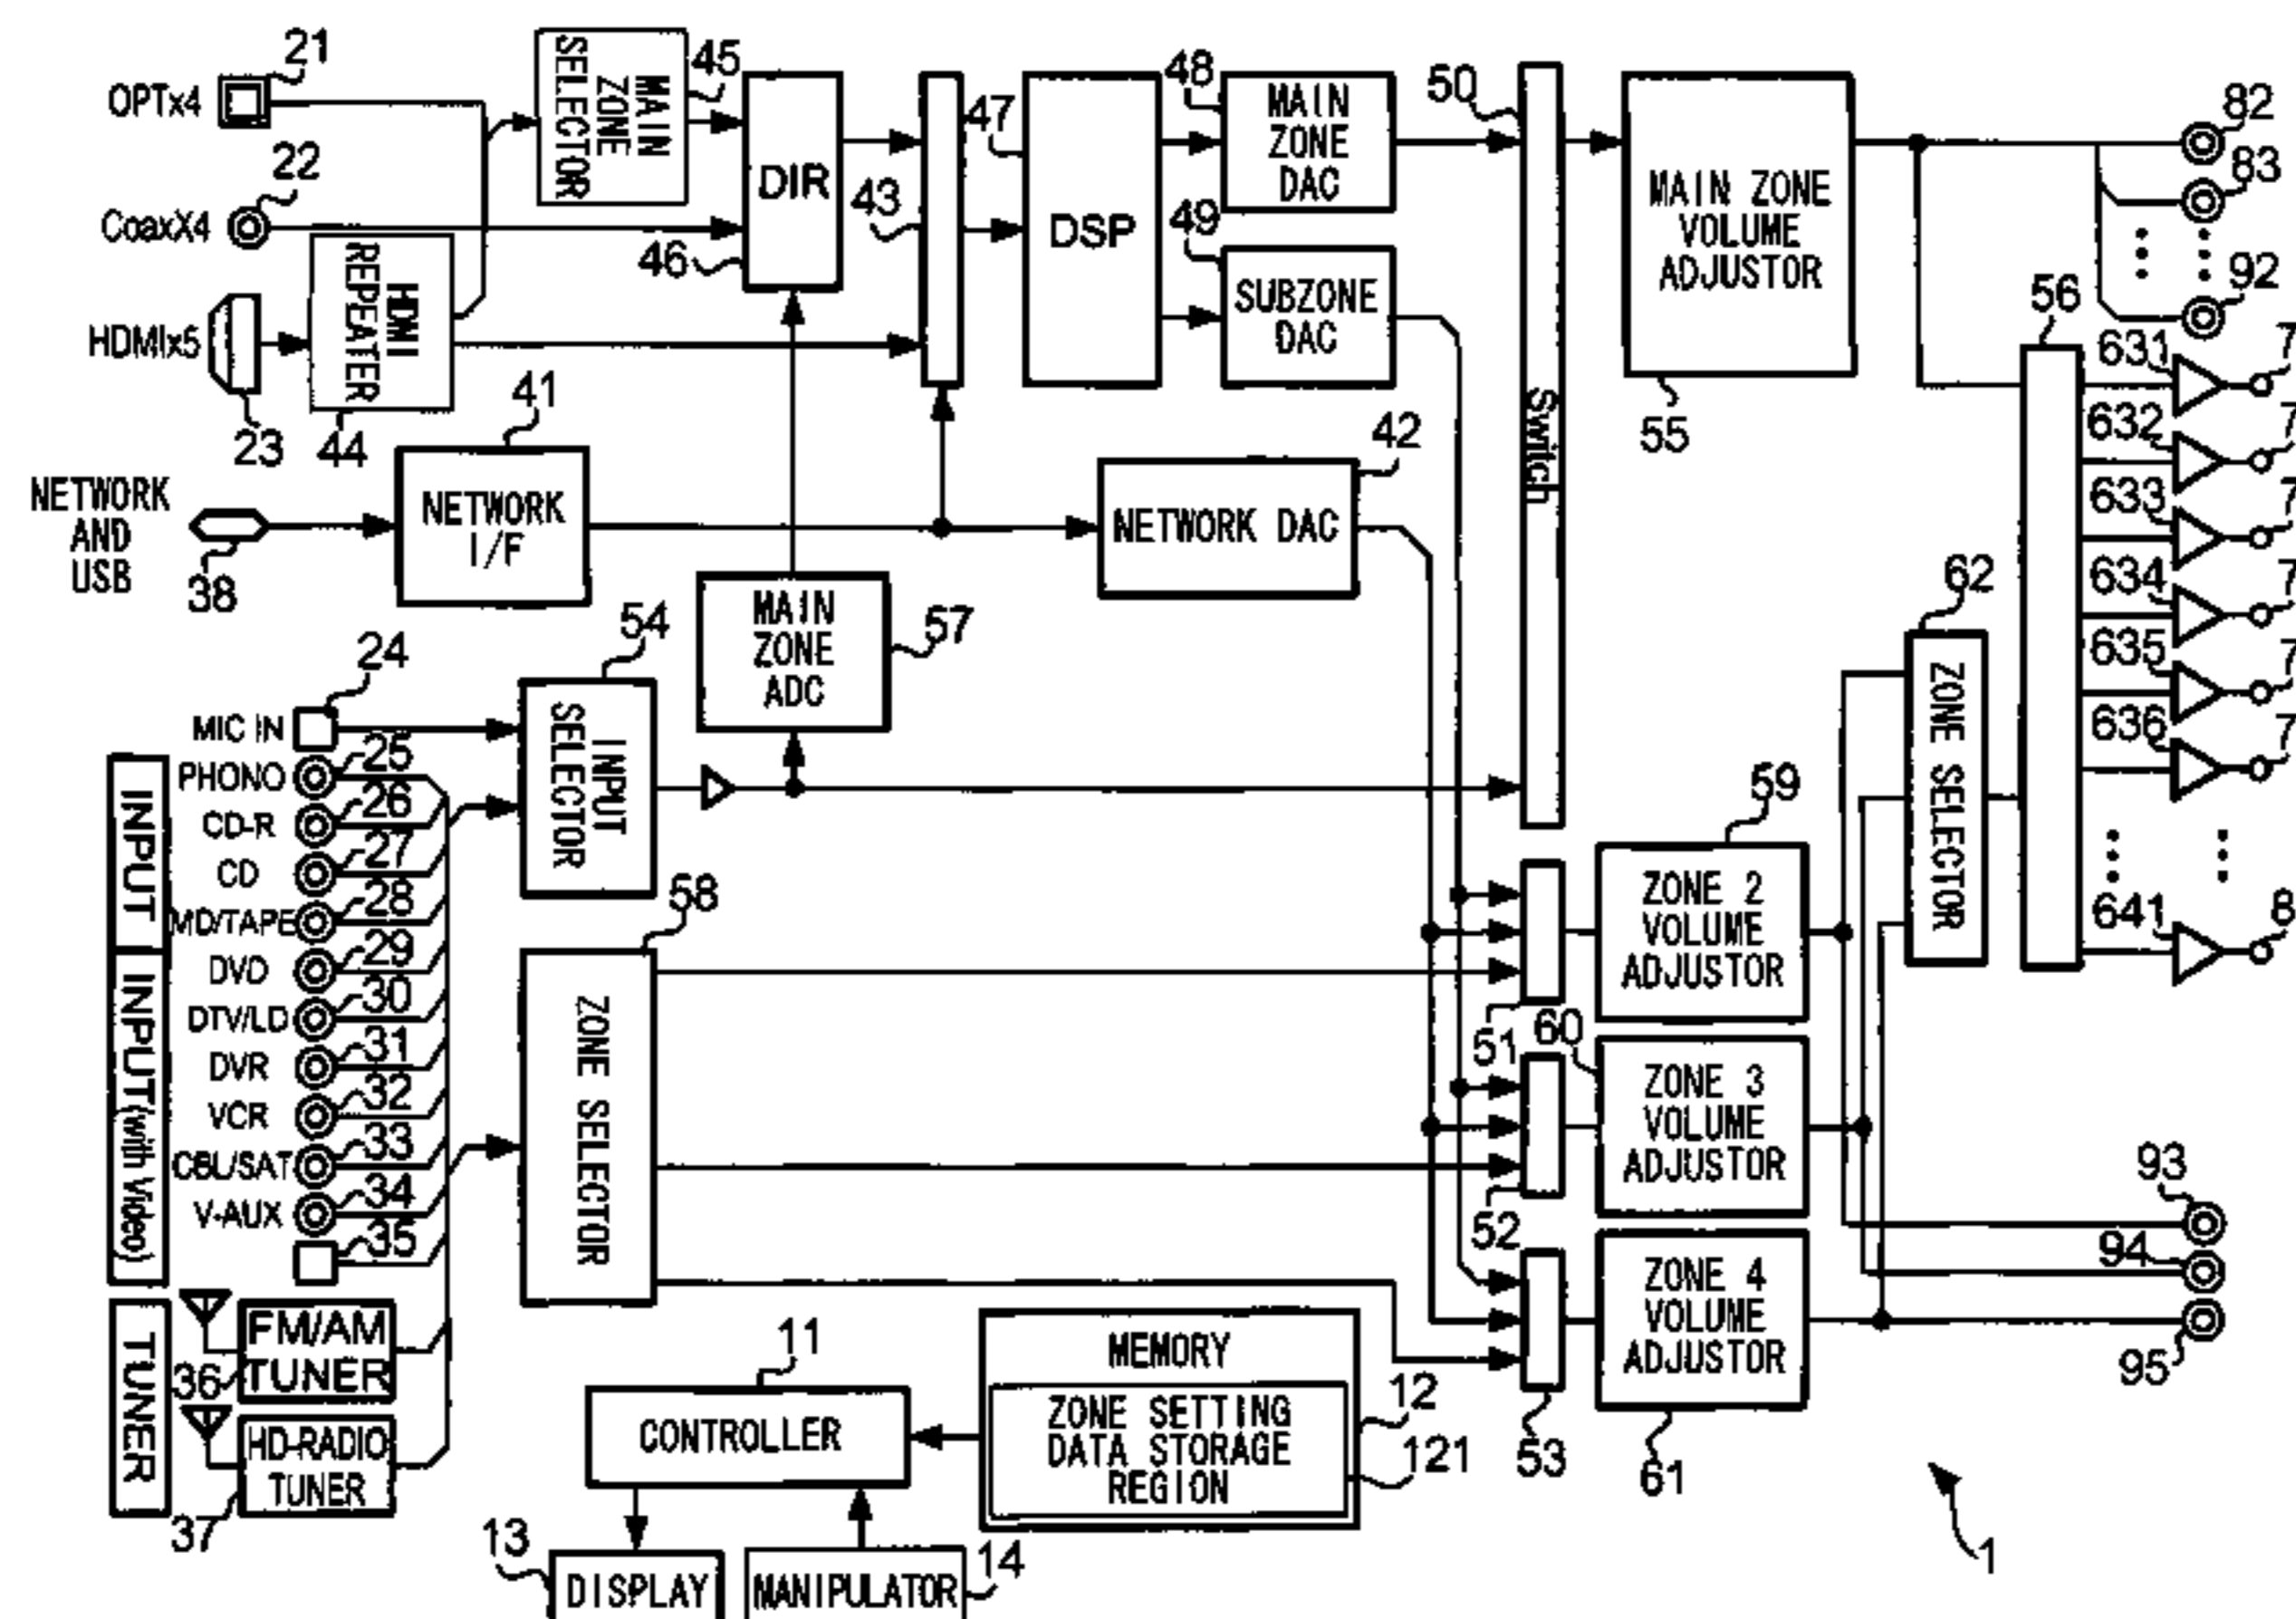 OPTx4
21
CoaxX4
22
HDMIx5
23
HDMI
REPEATER
44
MAIN
ZONE
SELECTOR
45
DIR
46
43
47
DSP
48
MAIN
ZONE
DAC
49
SUBZONE
DAC
50
Switch
MAIN ZONE
VOLUME
ADJUSTOR
55
82
83
92
56
631
7
632
7
633
7
634
7
635
7
636
7
641
8
NETWORK
AND
USB
38
41
NETWORK
I/F
42
NETWORK DAC
MAIN
ZONE
ADC
57
54
INPUT
SELECTOR
62
ZONE SELECTOR
24
MIC IN
INPUT
PHONO
25
CD-R
26
CD
27
MD/TAPE
28
INPUT(with Video)
DVD
29
DTV/LD
30
DVR
31
VCR
32
CBL/SAT
33
V-AUX
34
35
TUNER
FM/AM
TUNER
36
HD-RADIO
TUNER
37
58
ZONE SELECTOR
51
59
ZONE 2
VOLUME
ADJUSTOR
52
60
ZONE 3
VOLUME
ADJUSTOR
53
ZONE 4
VOLUME
ADJUSTOR
61
93
94
95
11
CONTROLLER
MEMORY
12
ZONE SETTING
DATA STORAGE
REGION
121
13
DISPLAY
MANIPULATOR
14
1